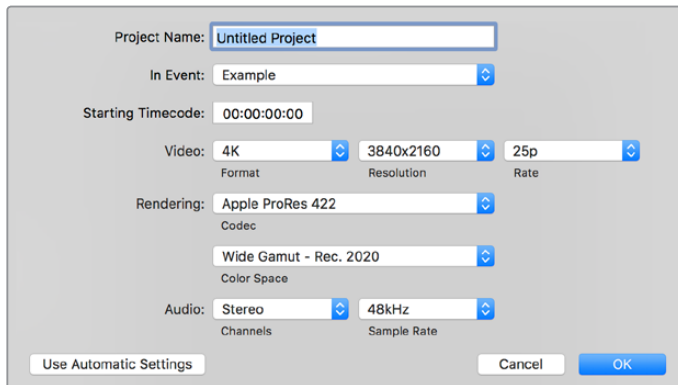 Project Name: Untitled Project
In Event: Example
Starting Timecode: 00:00:00:00
Video: 4K 3840x2160 25p
Format Resolution Rate
Rendering: Apple ProRes 422
Codec
Wide Gamut - Rec. 2020
Color Space
Audio: Stereo 48kHz
Channels Sample Rate
Use Automatic Settings Cancel OK